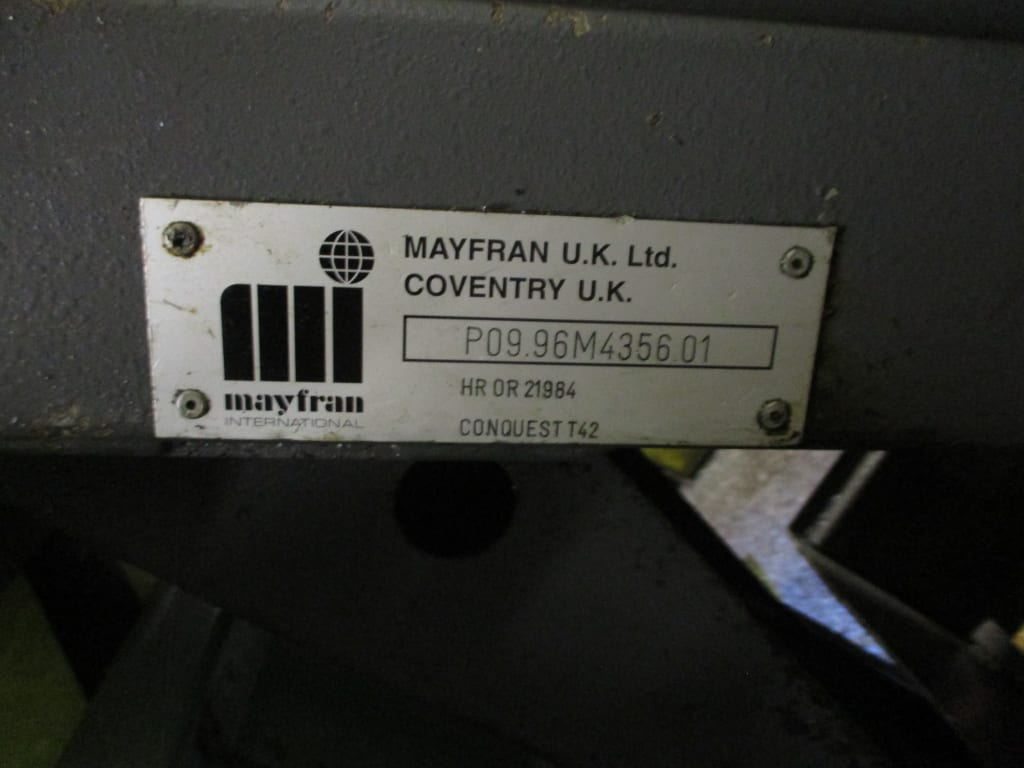 MAYFRAN U.K. Ltd.
COVENTRY U.K.
P09.96M4356.01
HR OR 21984
CONQUEST T42
mayfran
INTERNATIONAL